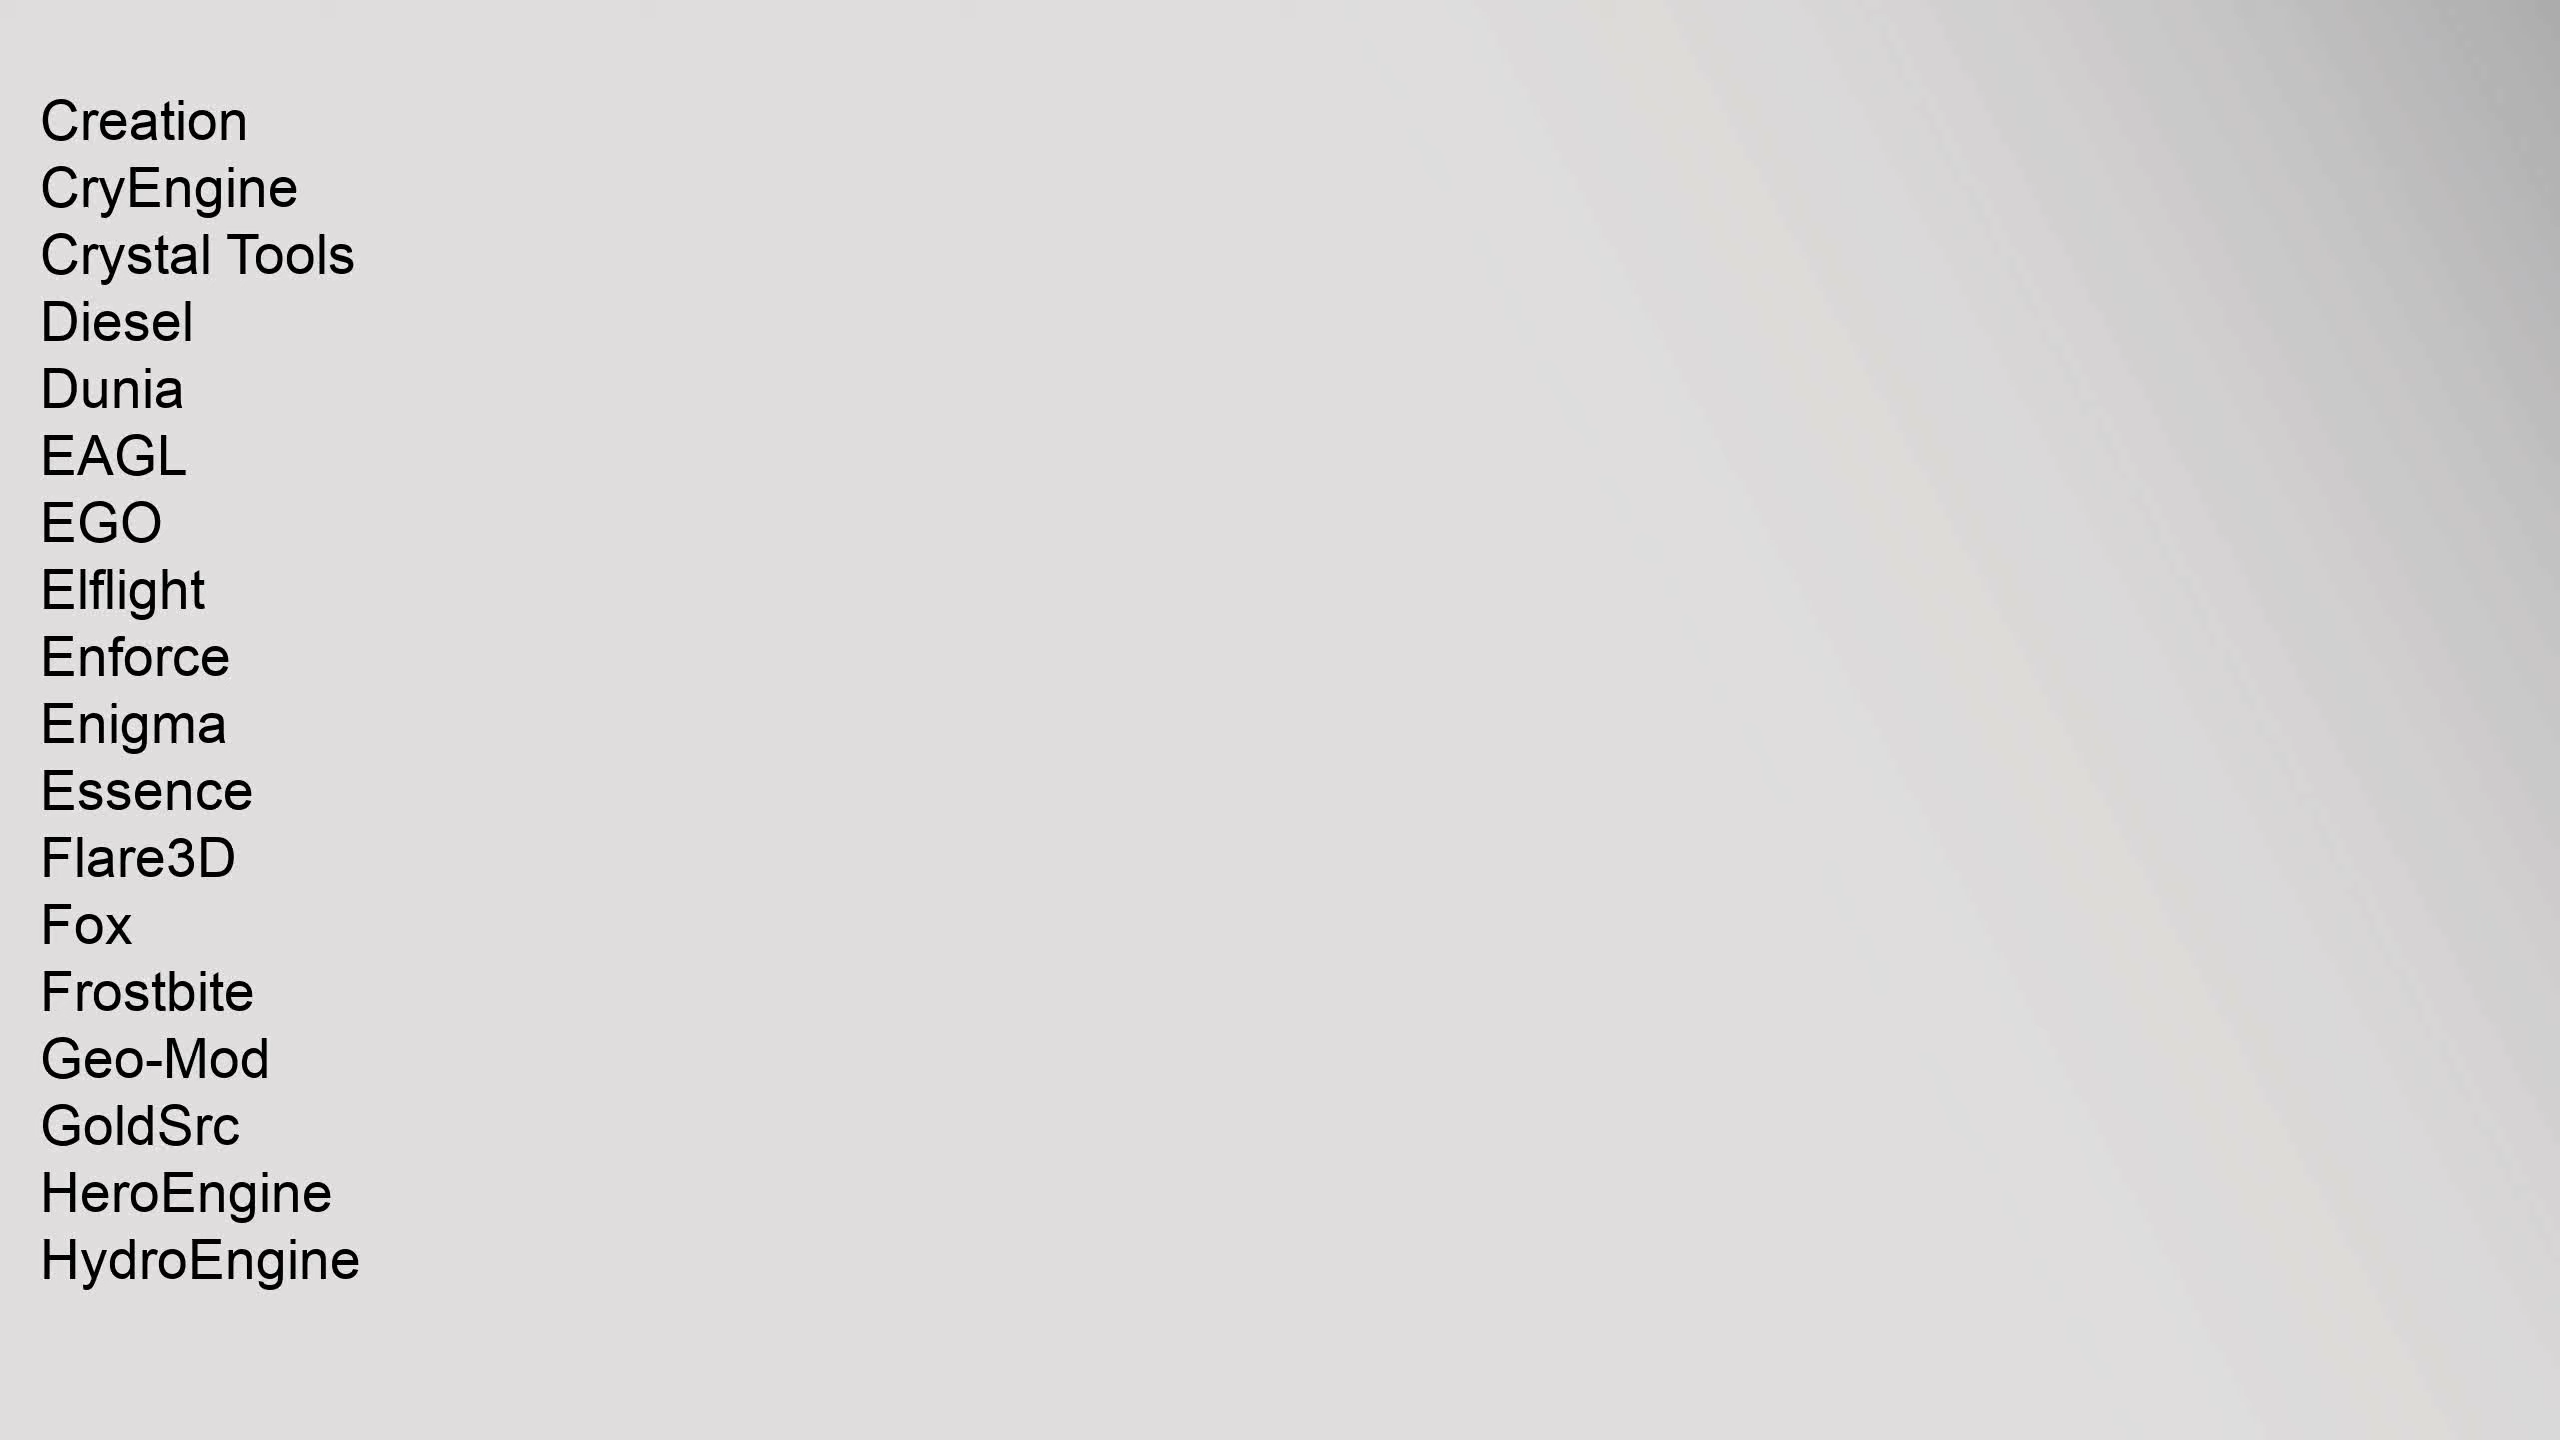 Creation
CryEngine
Crystal Tools
Diesel
Dunia
EAGL
EGO
Elflight
Enforce
Enigma
Essence
Flare3D
Fox
Frostbite
Geo-Mod
GoldSrc
HeroEngine
HydroEngine